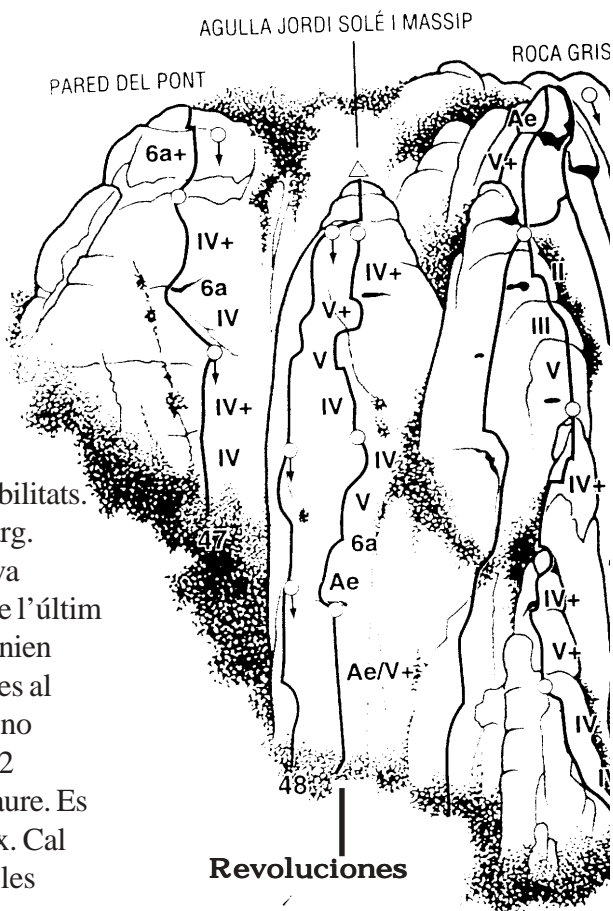 AGULLA JORDI SOLÉ I MASSIP
ROCA GRIS
PARED DEL PONT
Ae
6a+
V+
IV+
IV+
II
6a
IV
V+
III
V
V
IV+
IV
IV
IV
V
IV+
47
6a
Ae
IV+
V+
Ae/V+
IV
48
Revoluciones
bilitats.
rg.
va
e l’últim
nien
es al
no
2
aure. Es
x. Cal
les